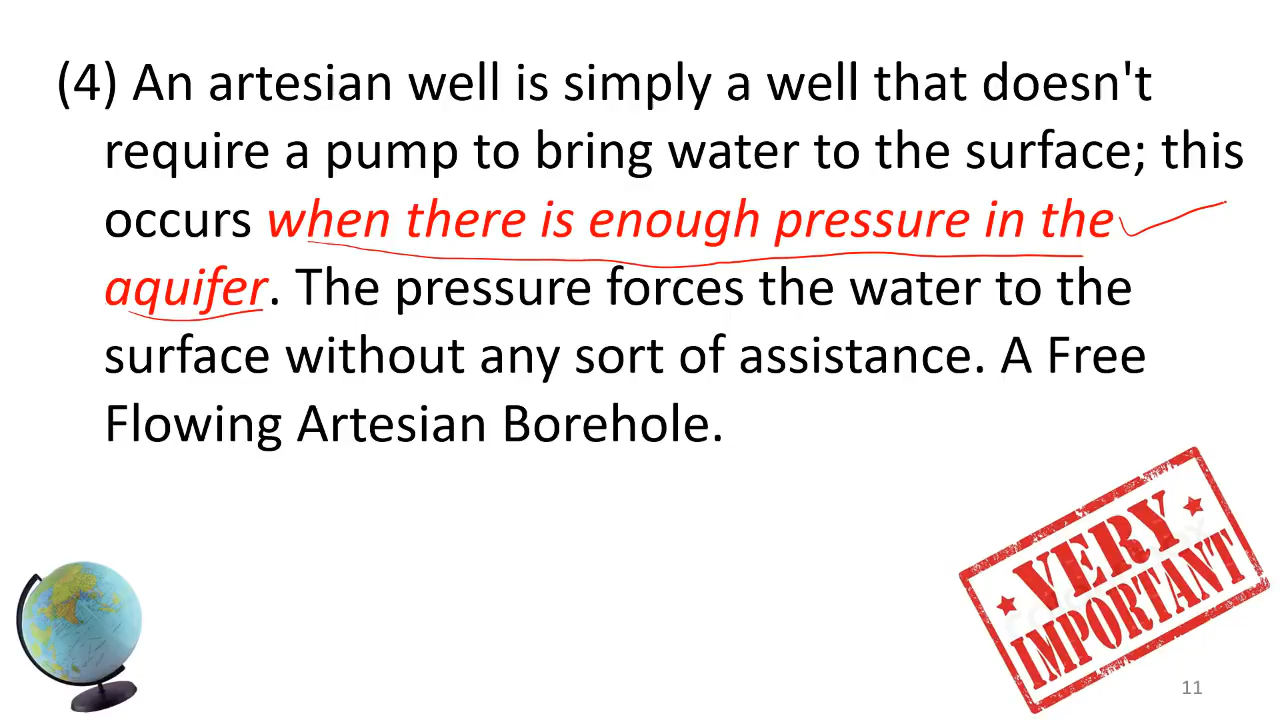 (4) An artesian well is simply a well that doesn't
require a pump to bring water to the surface; this
occurs when there is enough pressure in the
aquifer. The pressure forces the water to the
surface without any sort of assistance. A Free
Flowing Artesian Borehole.
VERY
IMPORTANT
11